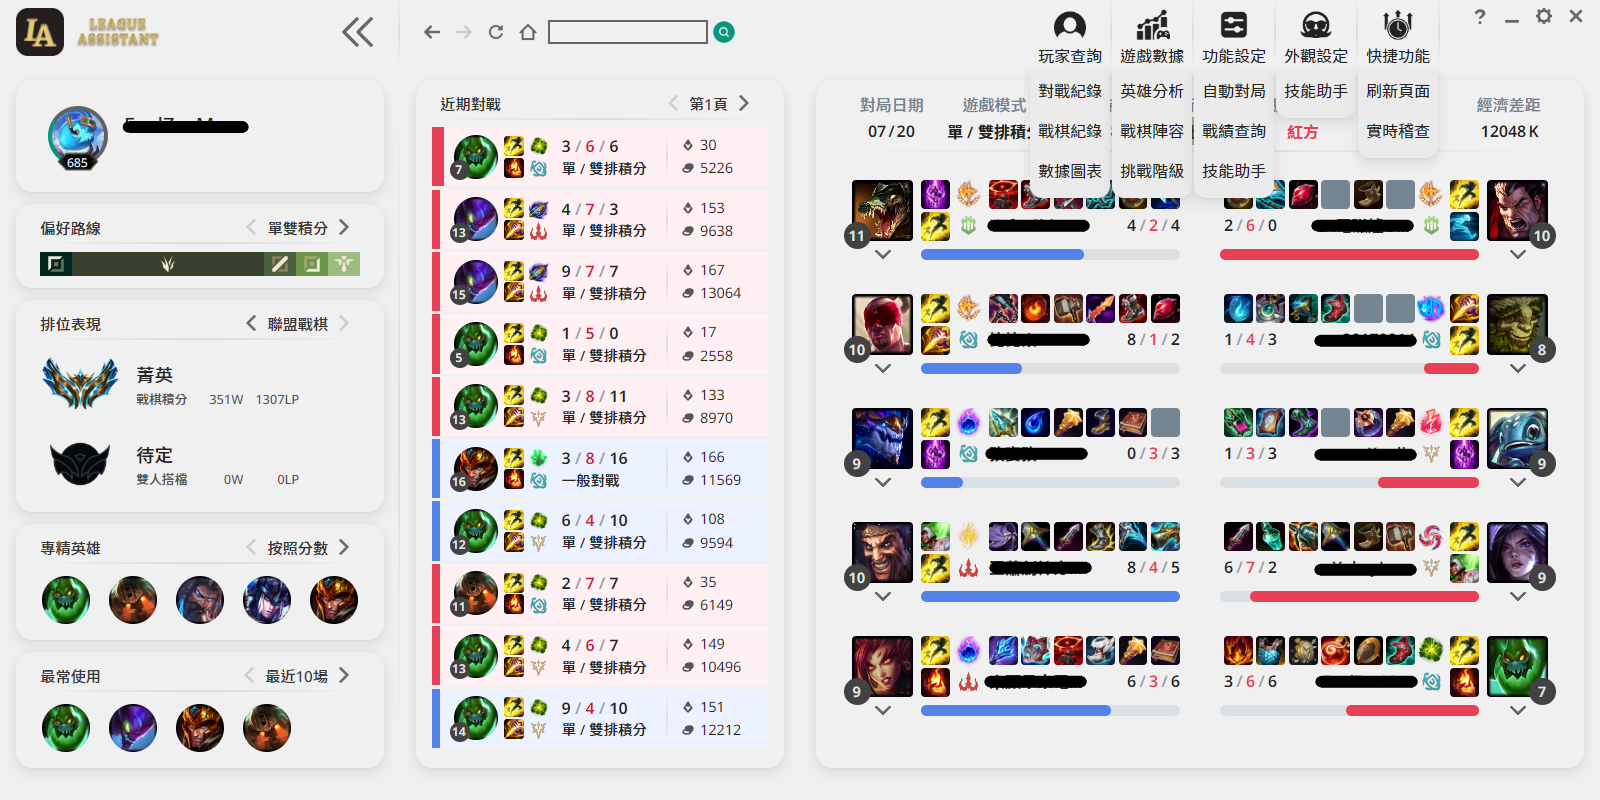 LA
LEAGUE
ASSISTANT
玩家查詢
遊戲數據
功能設定
外觀設定
快捷功能
?
對戰紀錄
英雄分析
自動對局
技能助手
刷新頁面
戰棋紀錄
戰棋陣容
戰績查詢
實時稽查
數據圖表
挑戰階級
技能助手
685
偏好路線
單雙積分
排位表現
聯盟戰棋
菁英
戰棋積分 351W 1307LP
待定
雙人搭檔 0W 0LP
專精英雄
按照分數
最常使用
最近10場
近期對戰
第1頁
7
3 / 6 / 6
30
單 / 雙排積分
5226
13
4 / 7 / 3
153
單 / 雙排積分
9638
15
9 / 7 / 7
167
單 / 雙排積分
13064
5
1 / 5 / 0
17
單 / 雙排積分
2558
13
3 / 8 / 11
133
單 / 雙排積分
8970
16
3 / 8 / 16
166
一般對戰
11569
12
6 / 4 / 10
108
單 / 雙排積分
9594
11
2 / 7 / 7
35
單 / 雙排積分
6149
13
4 / 6 / 7
149
單 / 雙排積分
10496
14
9 / 4 / 10
151
單 / 雙排積分
12212
對局日期
遊戲模式
經濟差距
07 / 20
單 / 雙排積
紅方
12048 K
11
4 / 2 / 4
2 / 6 / 0
10
10
8 / 1 / 2
1 / 4 / 3
8
9
0 / 3 / 3
1 / 3 / 3
9
10
8 / 4 / 5
6 / 7 / 2
9
9
6 / 3 / 6
3 / 6 / 6
7